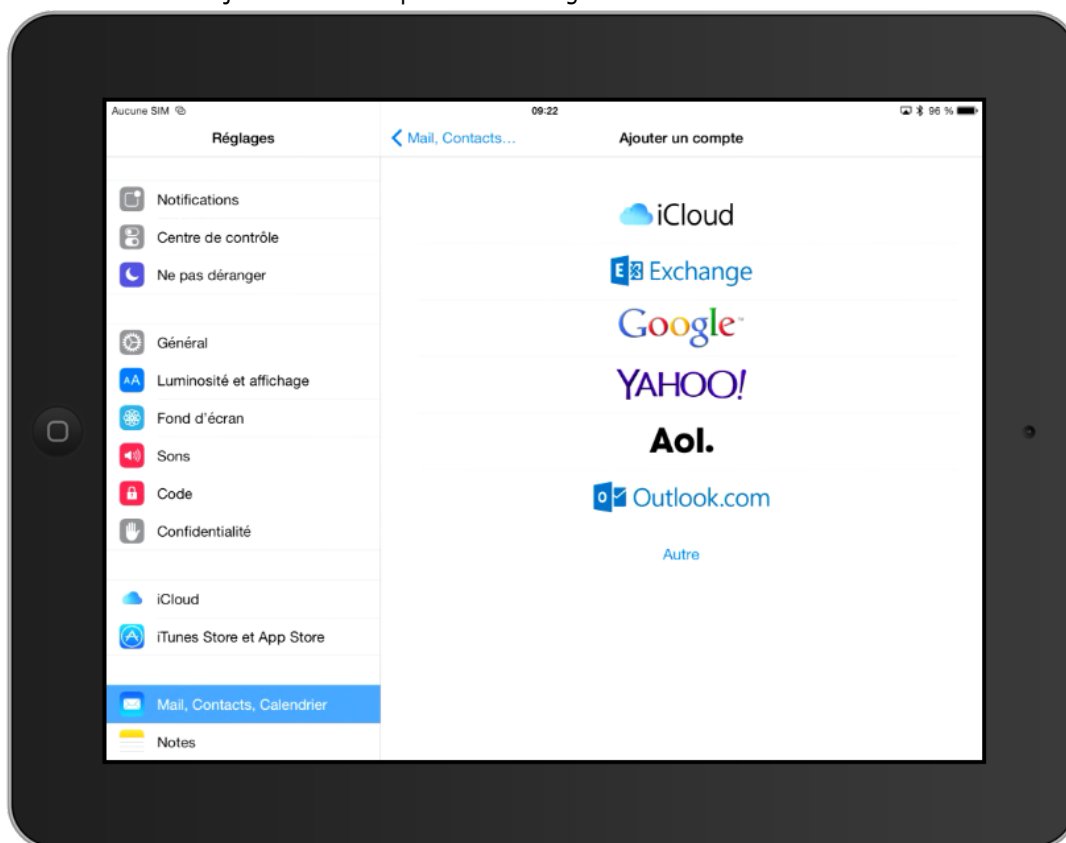 Aucune SIM
09:22
96 %
Réglages
Mail, Contacts...
Ajouter un compte
Notifications
Centre de contrôle
Ne pas déranger
Général
AA Luminosité et affichage
Fond d'écran
Sons
Code
Confidentialité
iCloud
iTunes Store et App Store
Mail, Contacts, Calendrier
Notes
iCloud
E Exchange
Google™
YAHOO!
Aol.
o Outlook.com
Autre